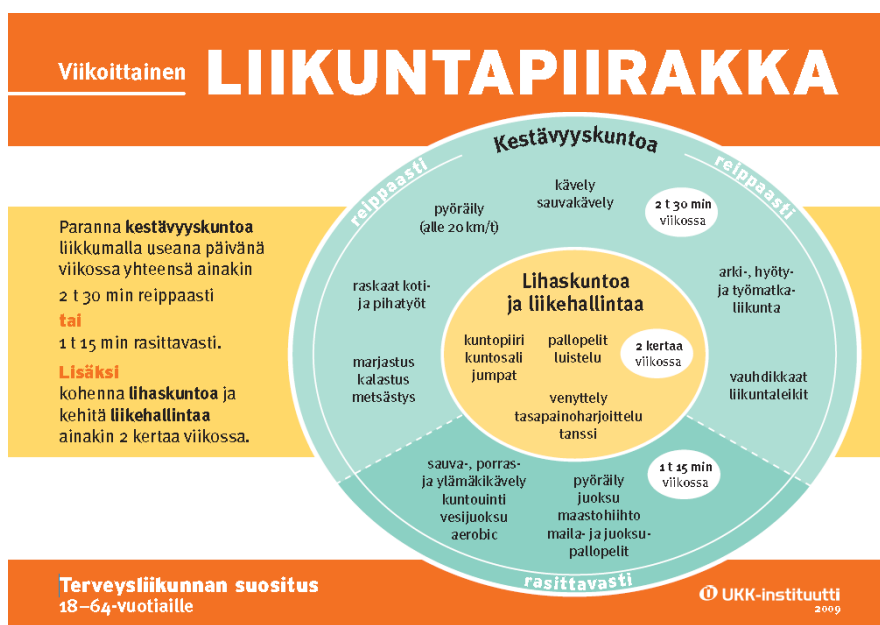 Viikoittainen LIIKUNTAPIIRAKKA
Paranna kestävyyskuntoa
liikkumalla useana päivänä
viikossa yhteensä ainakin
2 t 30 min reippaasti
tai
1 t 15 min rasittavasti.
Lisäksi
kohenna lihaskuntoa ja
kehitä liikehallintaa
ainakin 2 kertaa viikossa.
Kestävyyskuntoa
reippaasti
reippaasti
kävely
sauvakävely
2 t 30 min
viikossa
pyöräily
(alle 20 km/t)
raskaat koti-
ja pihatyöt
marjastus
kalastus
metsästys
arki-, hyöty-
ja työmatka-
liikunta
vauhdikkaat
liikuntaleikit
Lihaskuntoa
ja liikehallintaa
kuntopiiri
kuntosali
jumpat
pallopelit
luistelu
2 kertaa
viikossa
venyttely
tasapainoharjoittelu
tanssi
sauva-, porras-
ja ylämäkikävely
kuntouinti
vesijuoksu
aerobic
pyöräily
juoksu
maastohiihto
maila- ja juoksu-
pallopelit
1 t 15 min
viikossa
rasittavasti
Terveysliikunnan suositus
18–64-vuotiaille
UKK-instituutti
2009